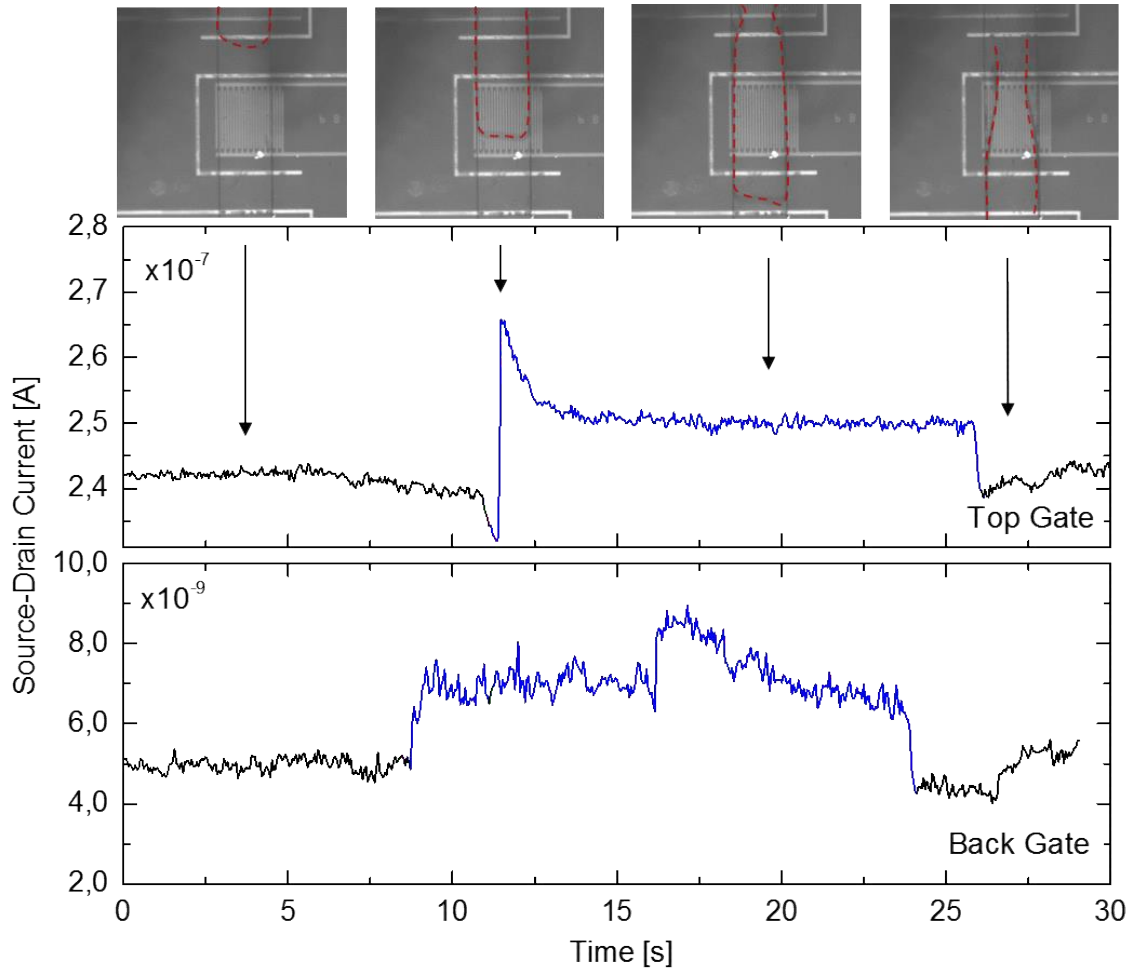 2,8
x10⁻⁷
2,7
2,6
2,5
2,4
Top Gate
Source-Drain Current [A]
10,0
x10⁻⁹
8,0
6,0
4,0
Back Gate
2,0
0 5 10 15 20 25 30
Time [s]